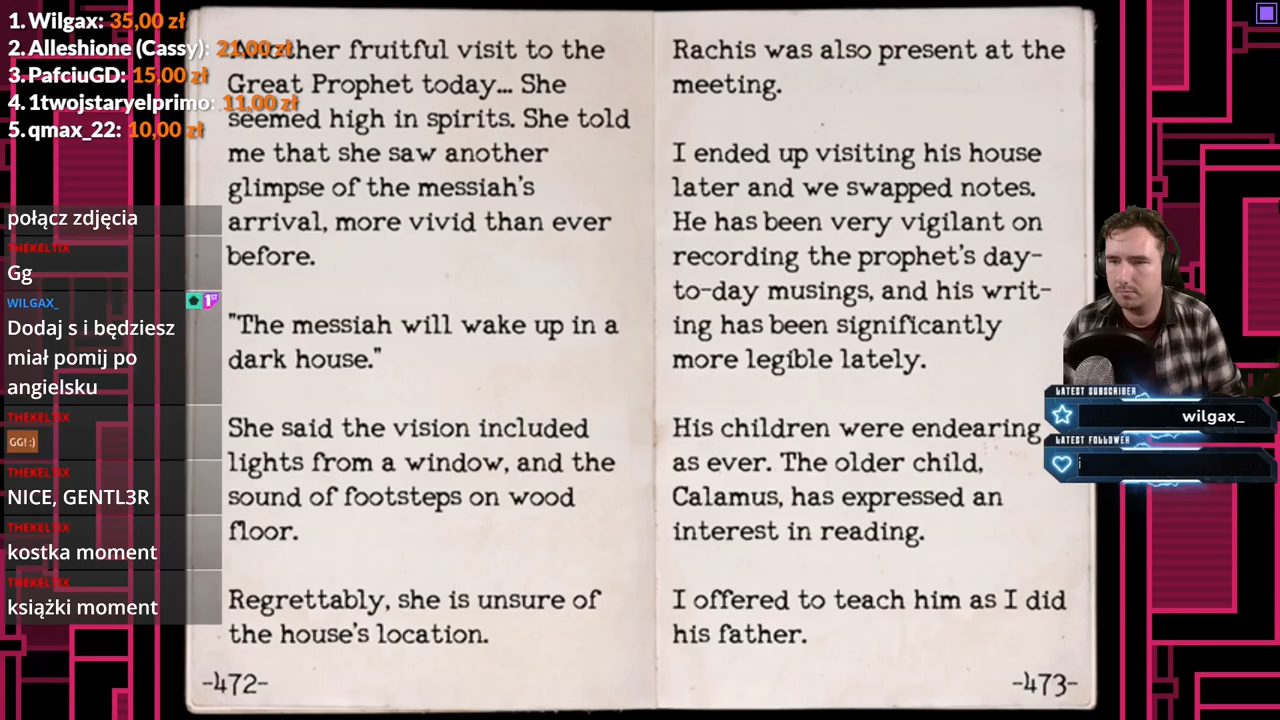 1. Wilgax: 35,00 zł
2. Alleshione (Cassy): 21,00 zł
3. PafciuGD: 15,00 zł
4. 1twojstaryelprimo: 11,00 zł
5. qmax_22: 10,00 zł
połącz zdjęcia
THEKELTIX
Gg
WILGAX_
1ST
Dodaj s i będziesz
miał pomij po
angielsku
THEKELTIX
GG! :)
THEKELTIX
NICE, GENTL3R
THEKELTIX
kostka moment
THEKELTIX
książki moment
Another fruitful visit to the
Great Prophet today... She
seemed high in spirits. She told
me that she saw another
glimpse of the messiah's
arrival, more vivid than ever
before.
"The messiah will wake up in a
dark house."
She said the vision included
lights from a window, and the
sound of footsteps on wood
floor.
Regrettably, she is unsure of
the house's location.
-472-
Rachis was also present at the
meeting.
I ended up visiting his house
later and we swapped notes.
He has been very vigilant on
recording the prophet's day-
to-day musings, and his writ-
ing has been significantly
more legible lately.
His children were endearing
as ever. The older child,
Calamus, has expressed an
interest in reading.
I offered to teach him as I did
his father.
-473-
LATEST SUBSCRIBER
wilgax_
LATEST FOLLOWER
i